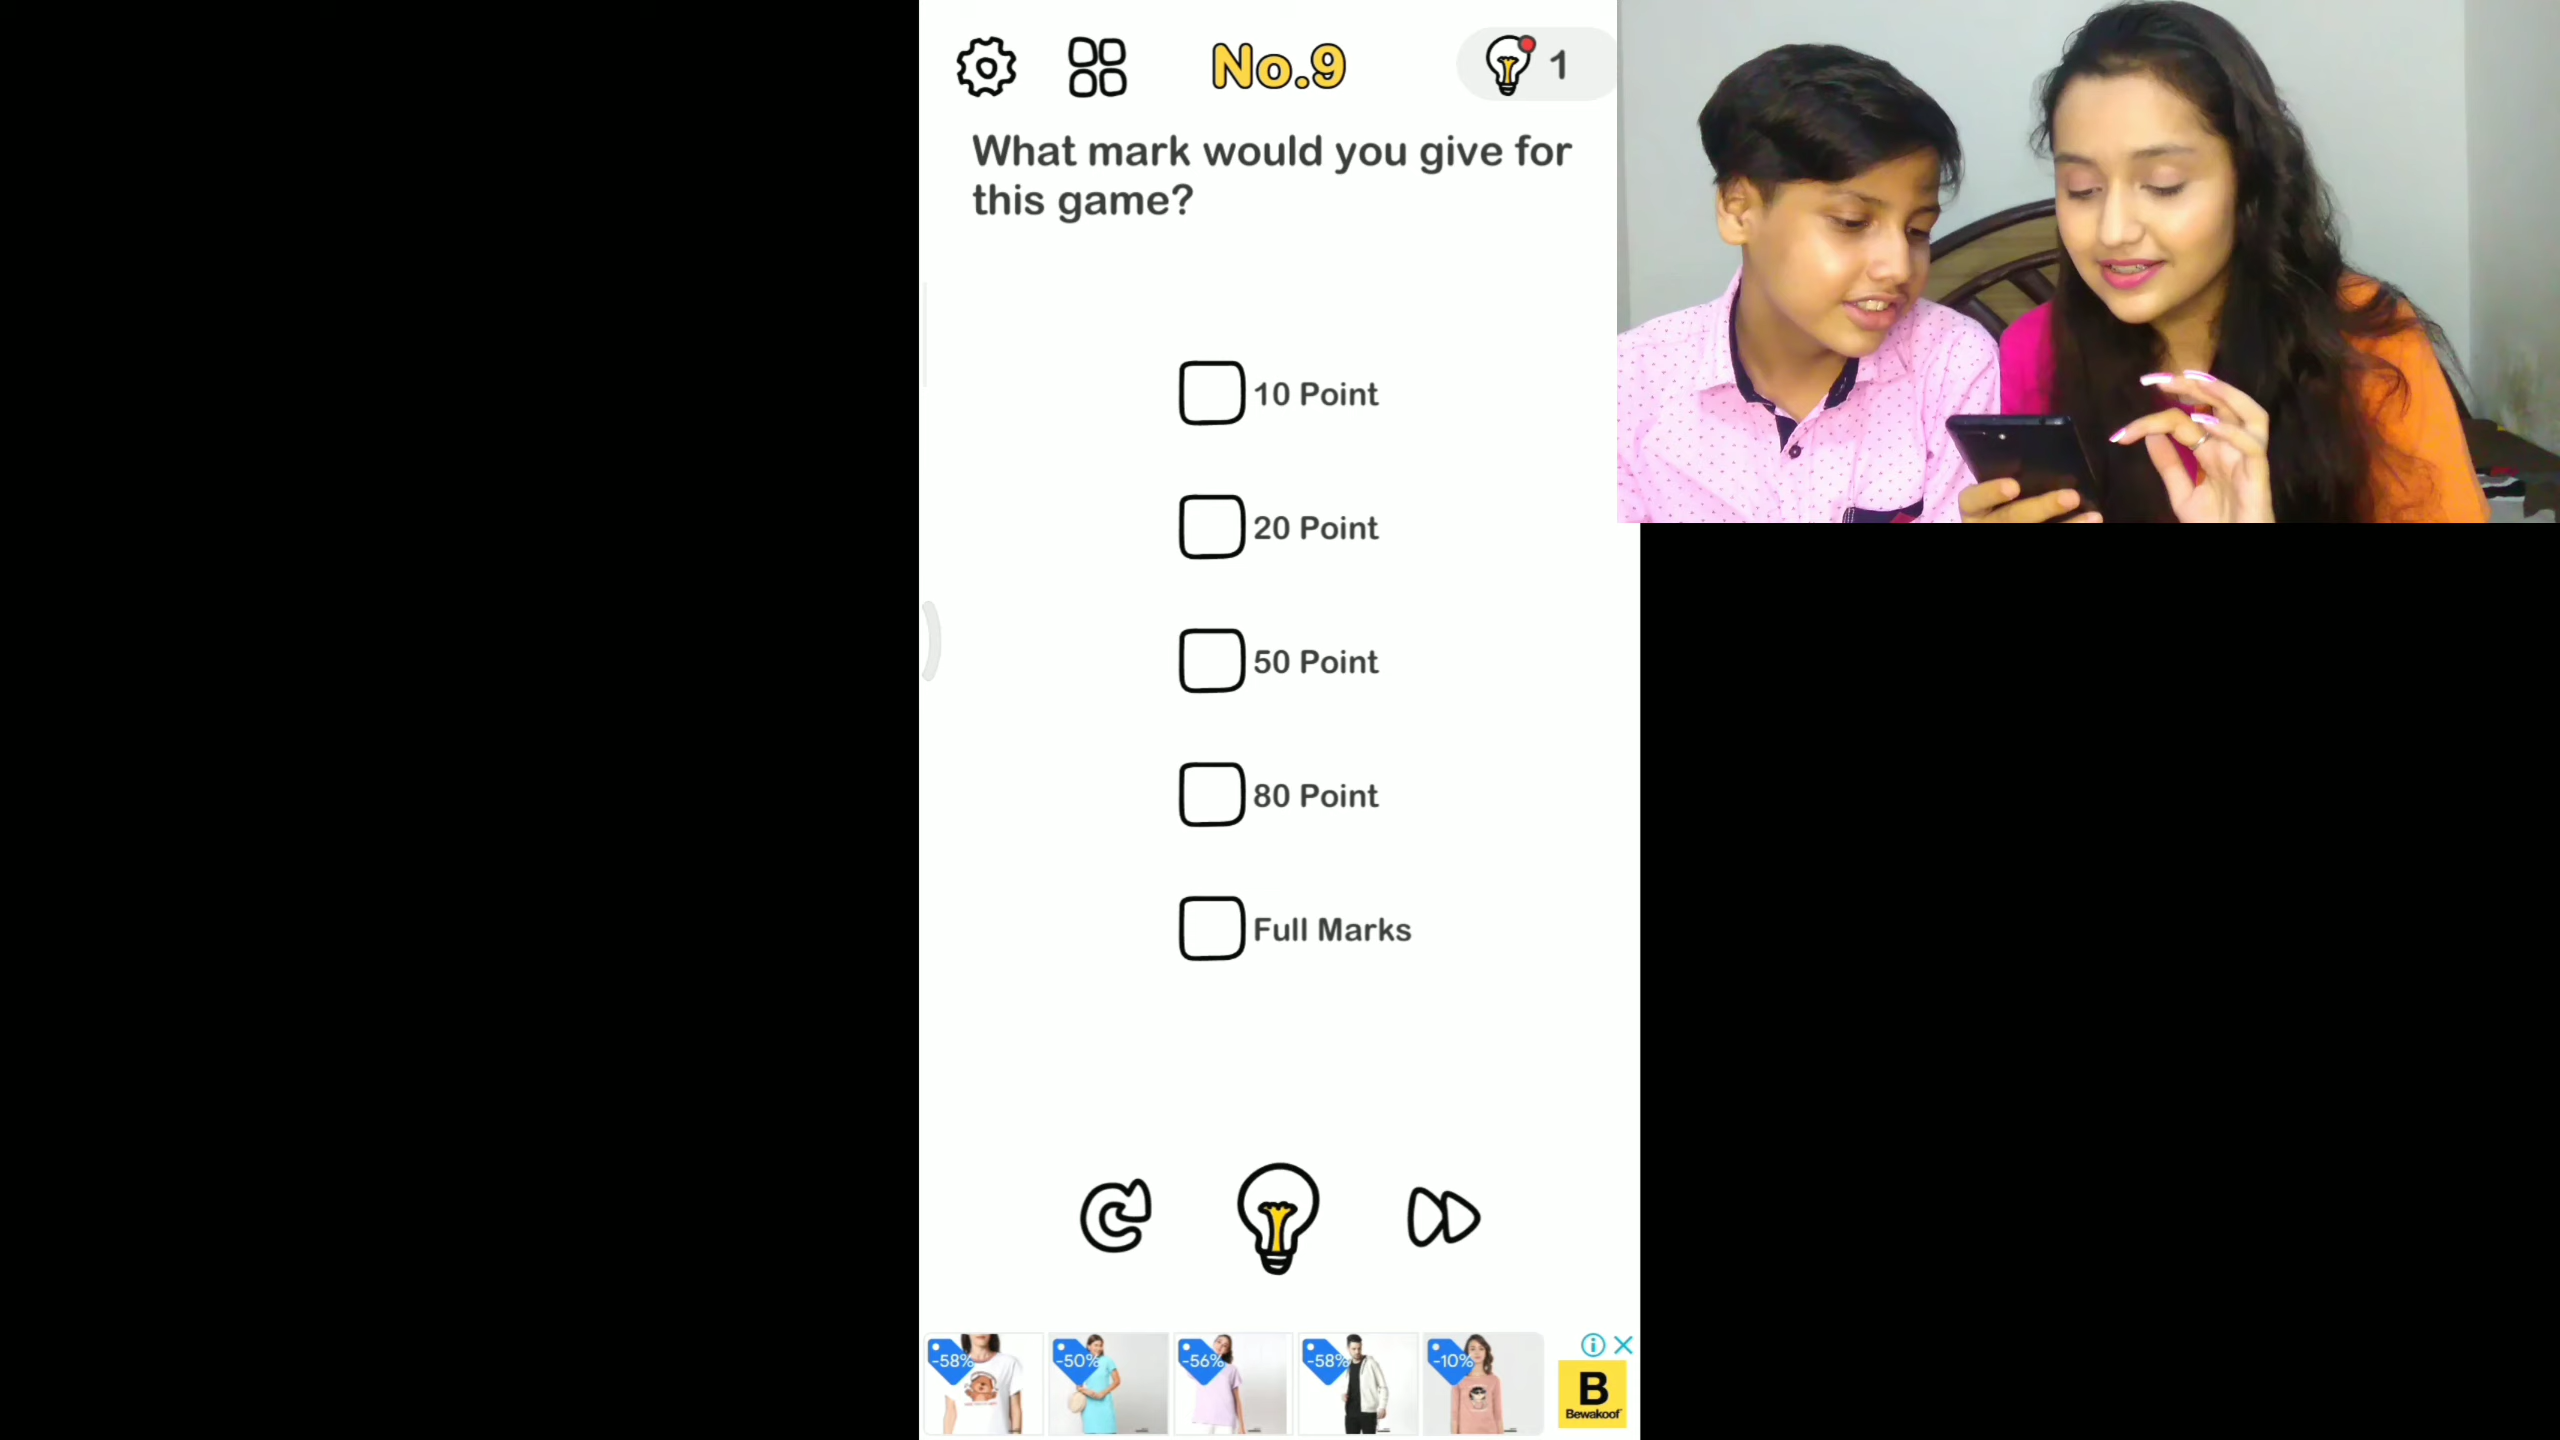 No.9
1
What mark would you give for
this game?
10 Point
20 Point
50 Point
80 Point
Full Marks
-58%
-50%
-56%
-58%
-10%
B
Bewakoof